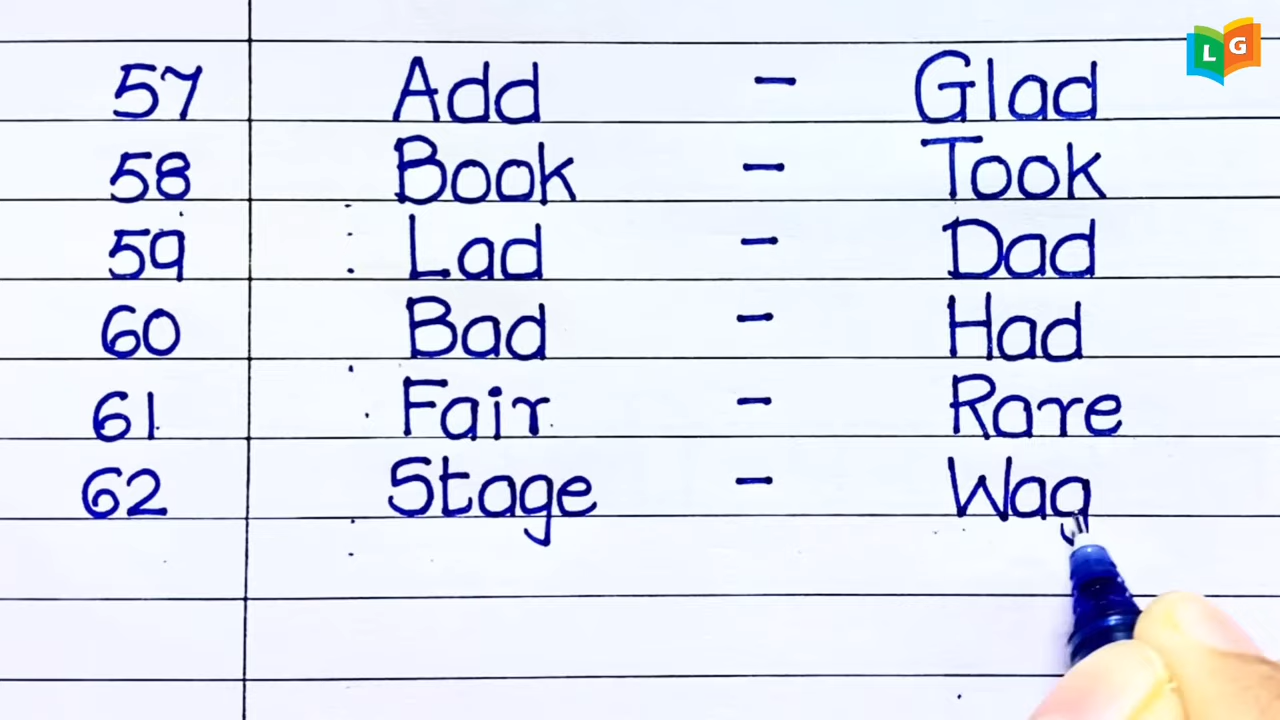 LG
57 Add - Glad
58 Book - Took
59 Lad - Dad
60 Bad - Had
61 Fair - Rare
62 Stage - Wag